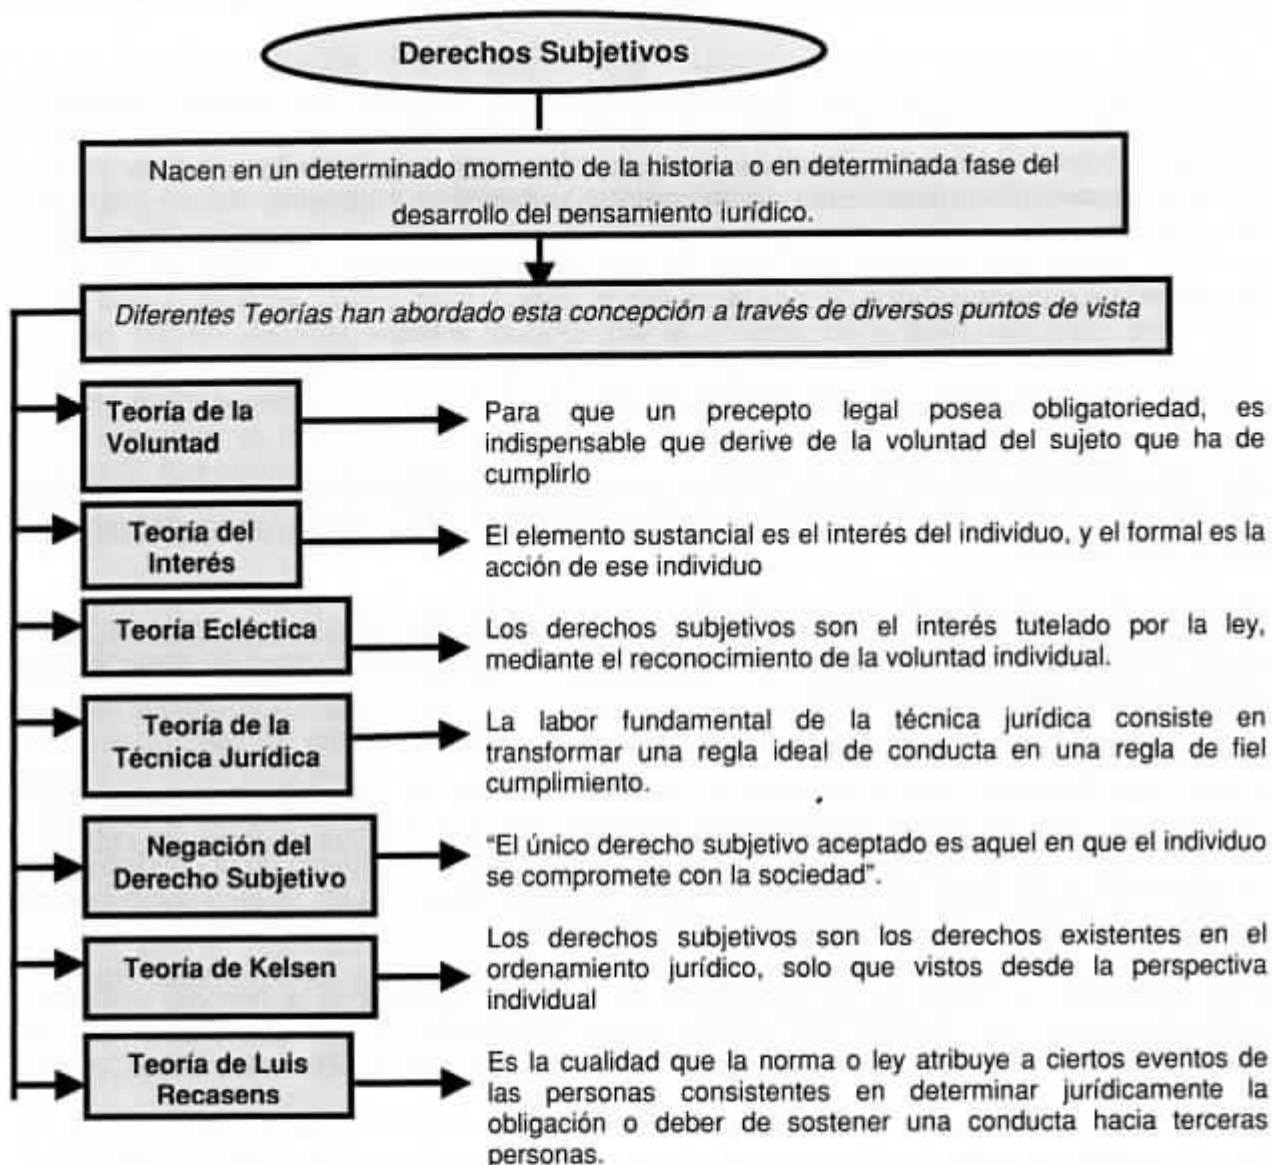 Derechos Subjetivos
Nacen en un determinado momento de la historia o en determinada fase del
desarrollo del pensamiento jurídico.
Diferentes Teorías han abordado esta concepción a través de diversos puntos de vista
Teoría de la
Voluntad
Para que un precepto legal posea obligatoriedad, es
indispensable que derive de la voluntad del sujeto que ha de
cumplirlo
Teoría del
Interés
El elemento sustancial es el interés del individuo, y el formal es la
acción de ese individuo
Teoría Ecléctica
Los derechos subjetivos son el interés tutelado por la ley,
mediante el reconocimiento de la voluntad individual.
Teoría de la
Técnica Jurídica
La labor fundamental de la técnica jurídica consiste en
transformar una regla ideal de conducta en una regla de fiel
cumplimiento.
Negación del
Derecho Subjetivo
“El único derecho subjetivo aceptado es aquel en que el individuo
se compromete con la sociedad”.
Teoría de Kelsen
Los derechos subjetivos son los derechos existentes en el
ordenamiento jurídico, solo que vistos desde la perspectiva
individual
Teoría de Luis
Recasens
Es la cualidad que la norma o ley atribuye a ciertos eventos de
las personas consistentes en determinar jurídicamente la
obligación o deber de sostener una conducta hacia terceras
personas.